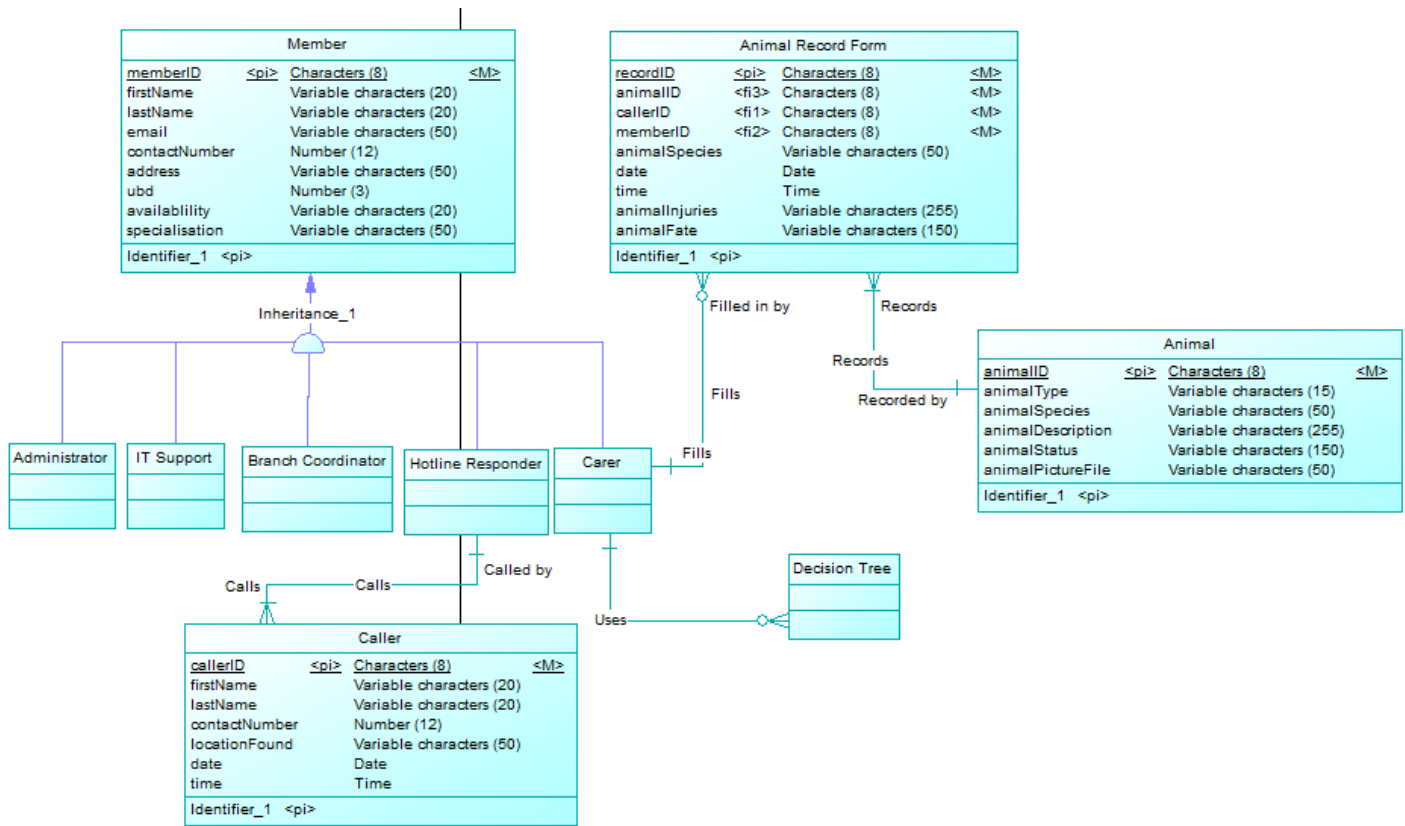 Member
memberID <pi> Characters (8) <M>
firstName Variable characters (20)
lastName Variable characters (20)
email Variable characters (50)
contactNumber Number (12)
address Variable characters (50)
ubd Number (3)
availablility Variable characters (20)
specialisation Variable characters (50)
Identifier_1 <pi>
Animal Record Form
recordID <pi> Characters (8) <M>
animalID <fi3> Characters (8) <M>
callerID <fi1> Characters (8) <M>
memberID <fi2> Characters (8) <M>
animalSpecies Variable characters (50)
date Date
time Time
animalInjuries Variable characters (255)
animalFate Variable characters (150)
Identifier_1 <pi>
Inheritance_1
Filled in by
Records
Records
Recorded by
Fills
Fills
Animal
animalID <pi> Characters (8) <M>
animalType Variable characters (15)
animalSpecies Variable characters (50)
animalDescription Variable characters (255)
animalStatus Variable characters (150)
animalPictureFile Variable characters (50)
Identifier_1 <pi>
Administrator
IT Support
Branch Coordinator
Hotline Responder
Carer
Called by
Calls
Calls
Uses
Decision Tree
Caller
callerID <pi> Characters (8) <M>
firstName Variable characters (20)
lastName Variable characters (20)
contactNumber Number (12)
locationFound Variable characters (50)
date Date
time Time
Identifier_1 <pi>